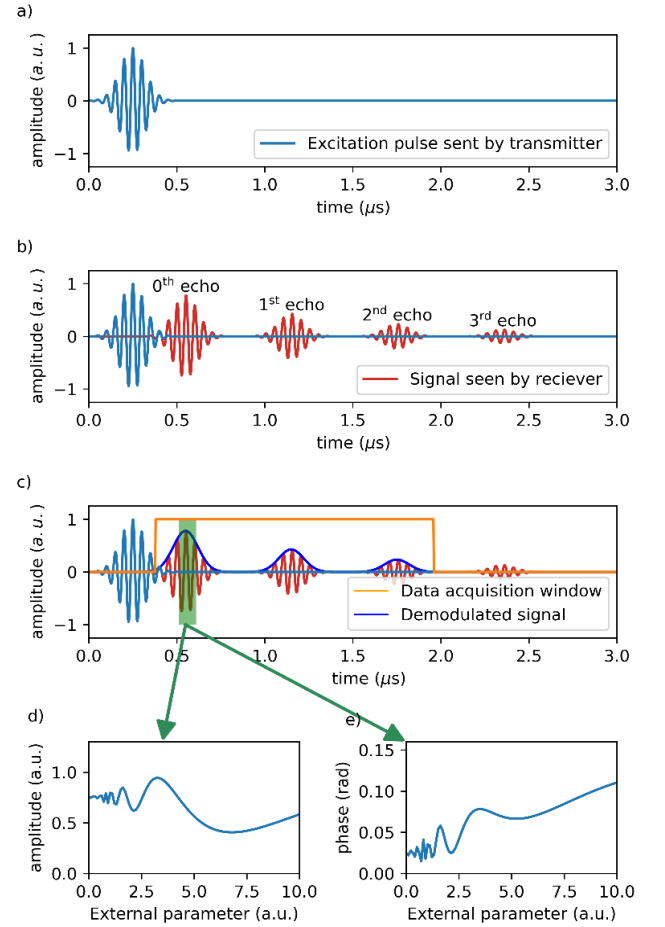 a)
amplitude (a. u.)
1
0
−1
Excitation pulse sent by transmitter
0.0 0.5 1.0 1.5 2.0 2.5 3.0
time (μs)
b)
amplitude (a. u.)
1
0
−1
0th echo
1st echo
2nd echo
3rd echo
Signal seen by reciever
0.0 0.5 1.0 1.5 2.0 2.5 3.0
time (μs)
c)
amplitude (a. u.)
1
0
−1
Data acquisition window
Demodulated signal
0.0 0.5 1.0 1.5 2.0 2.5 3.0
time (μs)
d)
amplitude (a.u.)
1.0
0.5
0.0
0.0 2.5 5.0 7.5 10.0
External parameter (a.u.)
e)
phase (rad)
0.15
0.10
0.05
0.00
0.0 2.5 5.0 7.5 10.0
External parameter (a.u.)